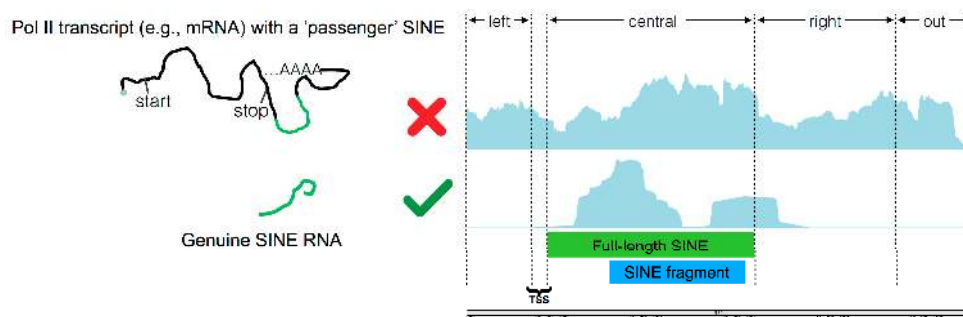 Pol II transcript (e.g., mRNA) with a 'passenger' SINE
left
central
right
out
...AAAA
start
stop
Genuine SINE RNA
Full-length SINE
SINE fragment
TSS